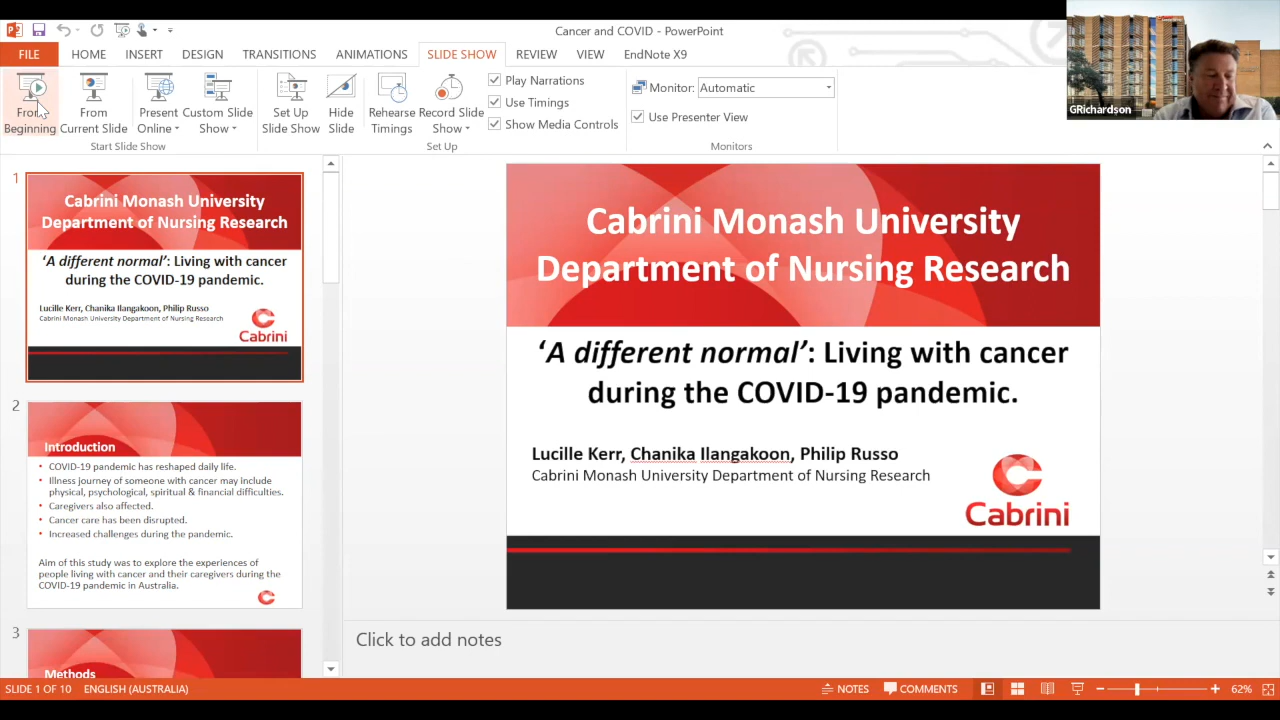 Cancer and COVID - PowerPoint
FILE HOME INSERT DESIGN TRANSITIONS ANIMATIONS SLIDE SHOW REVIEW VIEW EndNote X9
From Beginning
From Current Slide
Present Online
Custom Slide Show
Set Up Slide Show
Hide Slide
Rehearse Timings
Record Slide Show
Play Narrations
Use Timings
Show Media Controls
Monitor: Automatic
Use Presenter View
Start Slide Show
Set Up
Monitors
GRichardson
1
Cabrini Monash University
Department of Nursing Research
‘A different normal’: Living with cancer
during the COVID-19 pandemic.
Lucille Kerr, Chanika Ilangakoon, Philip Russo
Cabrini Monash University Department of Nursing Research
Cabrini
2
Introduction
• COVID-19 pandemic has reshaped daily life.
• Illness journey of someone with cancer may include
physical, psychological, spiritual & financial difficulties.
• Caregivers also affected.
• Cancer care has been disrupted.
• Increased challenges during the pandemic.
Aim of this study was to explore the experiences of
people living with cancer and their caregivers during the
COVID-19 pandemic in Australia.
3
Methods
Cabrini Monash University
Department of Nursing Research
‘A different normal’: Living with cancer
during the COVID-19 pandemic.
Lucille Kerr, Chanika Ilangakoon, Philip Russo
Cabrini Monash University Department of Nursing Research
Cabrini
Click to add notes
SLIDE 1 OF 10 ENGLISH (AUSTRALIA) NOTES COMMENTS 62%